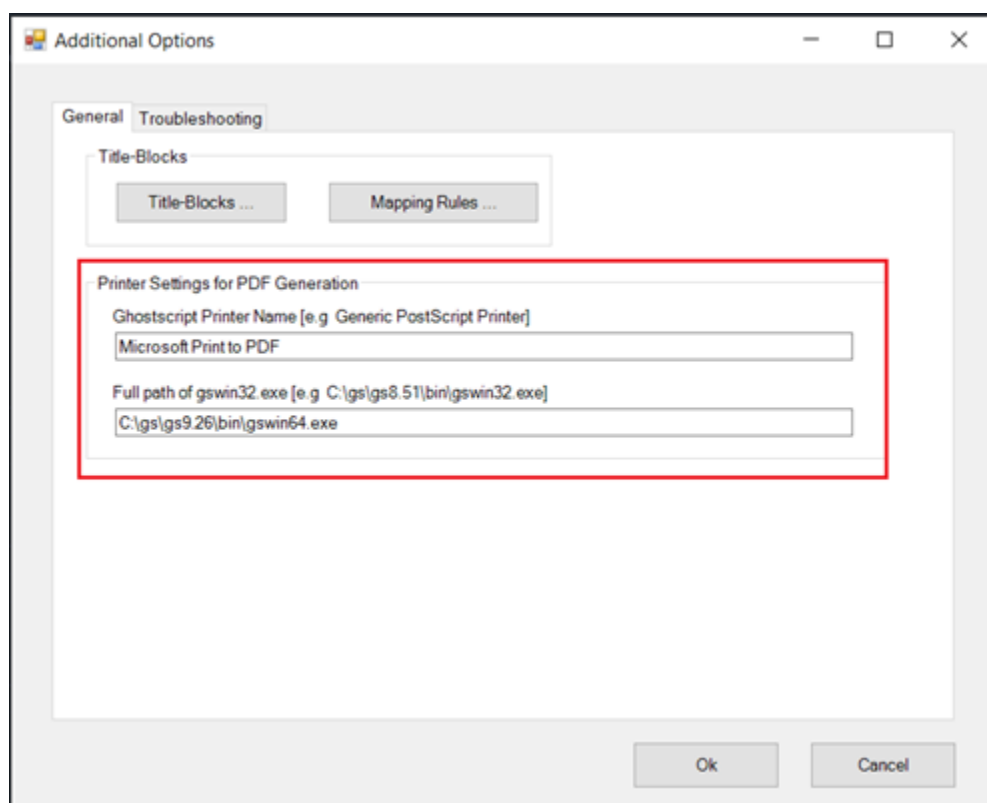 Additional Options
General Troubleshooting
Title-Blocks
Title-Blocks ... Mapping Rules ...
Printer Settings for PDF Generation
Ghostscript Printer Name [e.g Generic PostScript Printer]
Microsoft Print to PDF
Full path of gswin32.exe [e.g C:\gs\gs8.51\bin\gswin32.exe]
C:\gs\gs9.26\bin\gswin64.exe
Ok Cancel